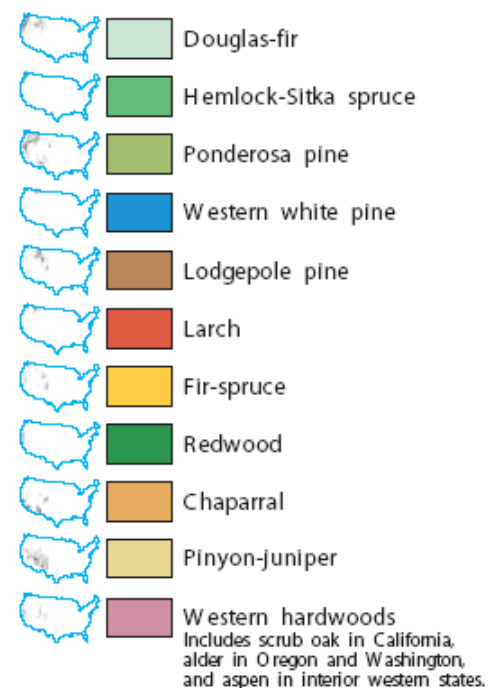 Douglas-fir
Hemlock-Sitka spruce
Ponderosa pine
Western white pine
Lodgepole pine
Larch
Fir-spruce
Redwood
Chaparral
Pinyon-juniper
Western hardwoods
Includes scrub oak in California,
alder in Oregon and Washington,
and aspen in interior western states.